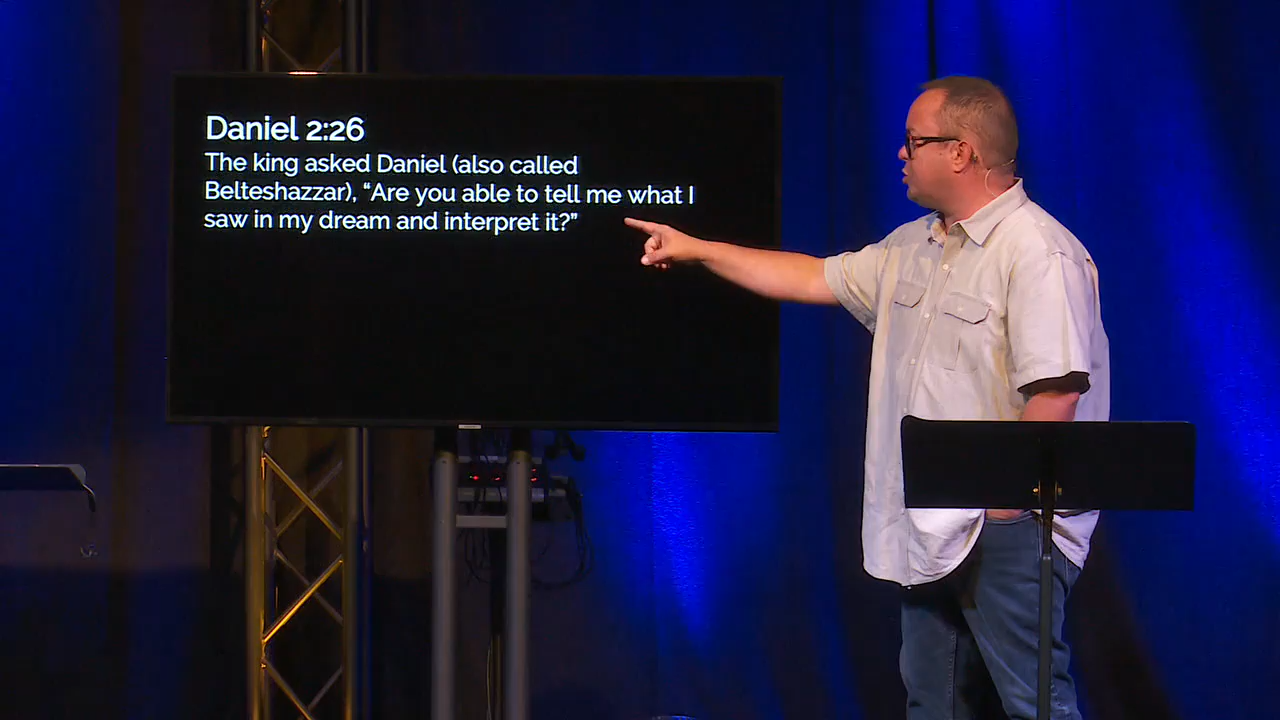 Daniel 2:26
The king asked Daniel (also called
Belteshazzar), “Are you able to tell me what I
saw in my dream and interpret it?”